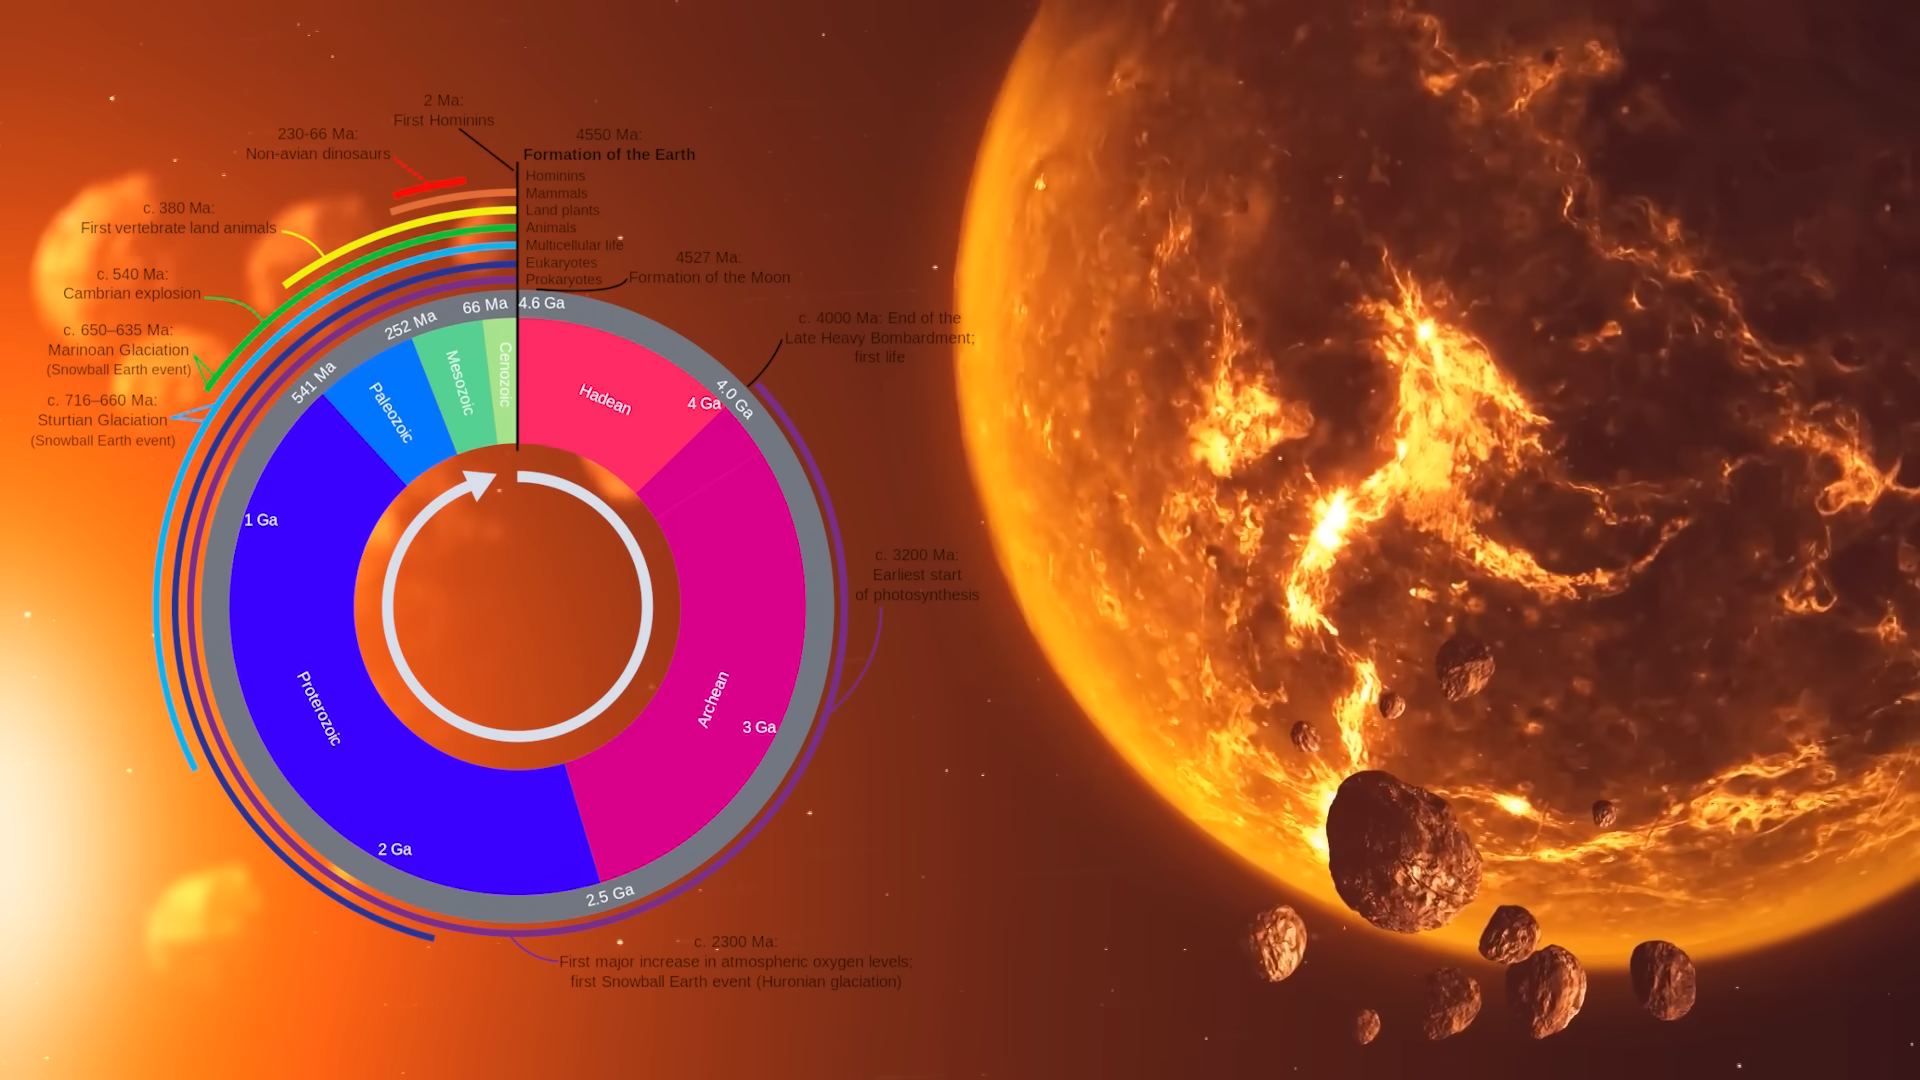 2 Ma:
First Hominins
230-66 Ma:
Non-avian dinosaurs
4550 Ma:
Formation of the Earth
Hominins
Mammals
Land plants
Animals
Multicellular life
Eukaryotes
Prokaryotes
c. 380 Ma:
First vertebrate land animals
4527 Ma:
Formation of the Moon
c. 540 Ma:
Cambrian explosion
c. 650–635 Ma:
Marinoan Glaciation
(Snowball Earth event)
c. 716–660 Ma:
Sturtian Glaciation
(Snowball Earth event)
c. 4000 Ma: End of the
Late Heavy Bombardment;
first life
4.6 Ga
66 Ma
252 Ma
541 Ma
4.0 Ga
2.5 Ga
Cenozoic
Mesozoic
Paleozoic
Hadean
4 Ga
1 Ga
Proterozoic
Archean
3 Ga
2 Ga
c. 3200 Ma:
Earliest start
of photosynthesis
c. 2300 Ma:
First major increase in atmospheric oxygen levels;
first Snowball Earth event (Huronian glaciation)